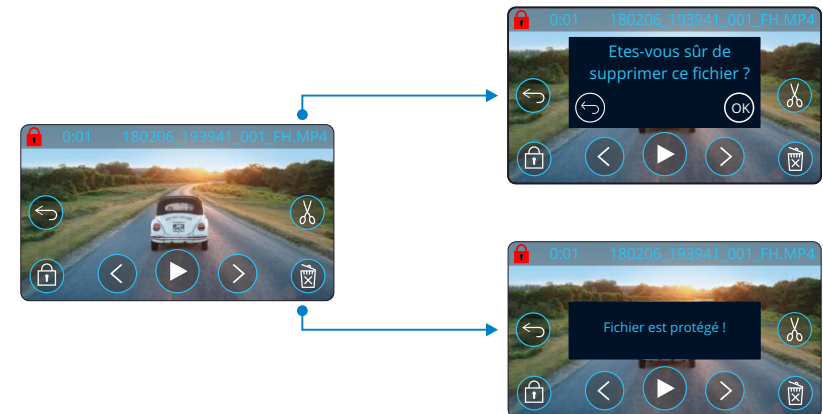 0:01 180206_193941_001_FH.MP4
0:01 180206_193941_001_FH.MP4
Etes-vous sûr de
supprimer ce fichier ?
OK
0:01 180206_193941_001_FH.MP4
Fichier est protégé !